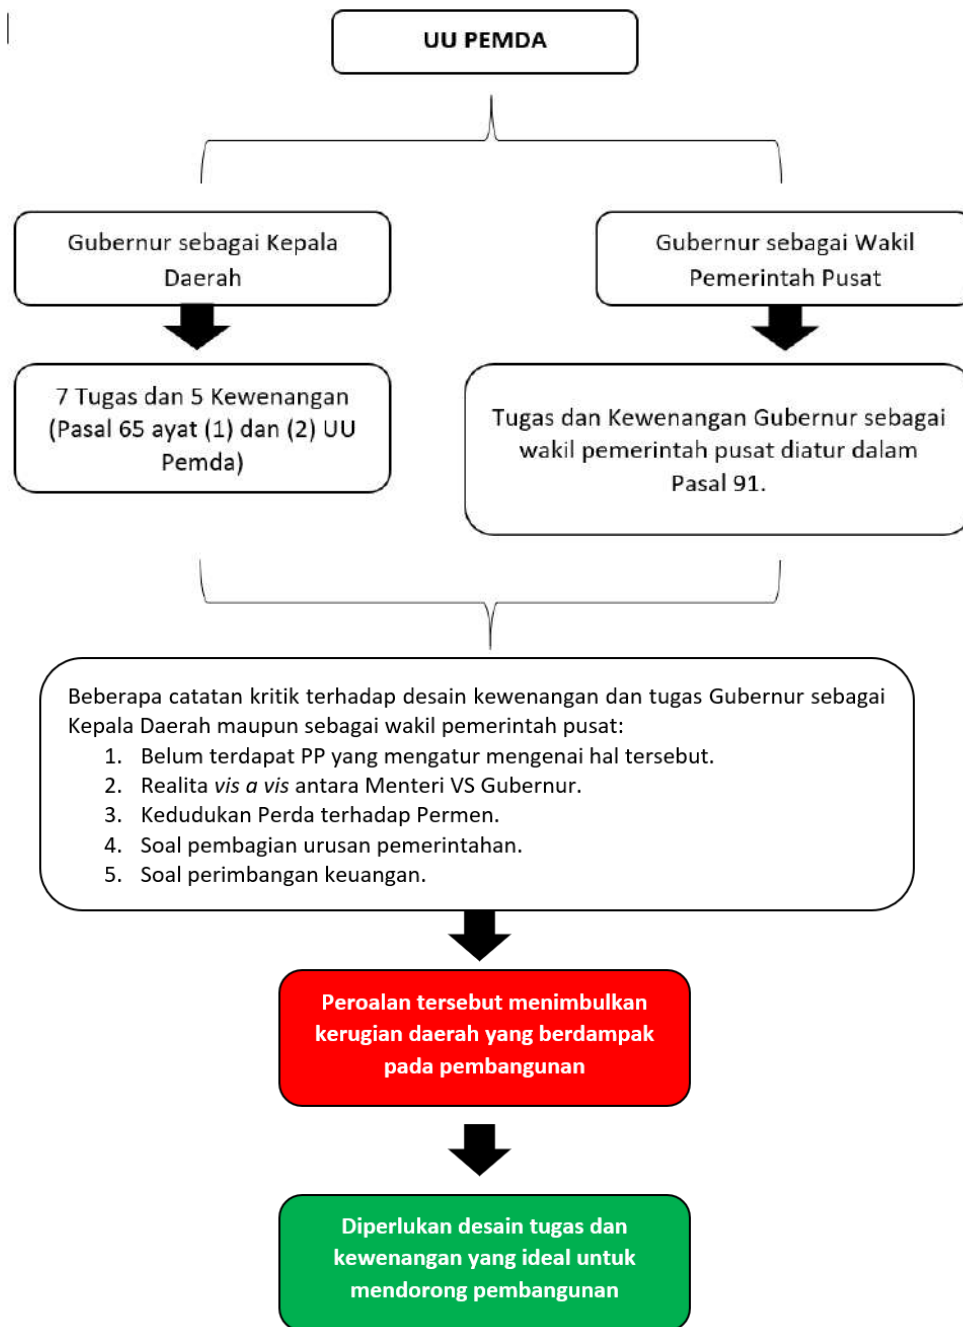 UU PEMDA
Gubernur sebagai Kepala
Daerah
Gubernur sebagai Wakil
Pemerintah Pusat
7 Tugas dan 5 Kewenangan
(Pasal 65 ayat (1) dan (2) UU
Pemda)
Tugas dan Kewenangan Gubernur sebagai
wakil pemerintah pusat diatur dalam
Pasal 91.
Beberapa catatan kritik terhadap desain kewenangan dan tugas Gubernur sebagai
Kepala Daerah maupun sebagai wakil pemerintah pusat:
1. Belum terdapat PP yang mengatur mengenai hal tersebut.
2. Realita vis a vis antara Menteri VS Gubernur.
3. Kedudukan Perda terhadap Permen.
4. Soal pembagian urusan pemerintahan.
5. Soal perimbangan keuangan.
Peroalan tersebut menimbulkan
kerugian daerah yang berdampak
pada pembangunan
Diperlukan desain tugas dan
kewenangan yang ideal untuk
mendorong pembangunan